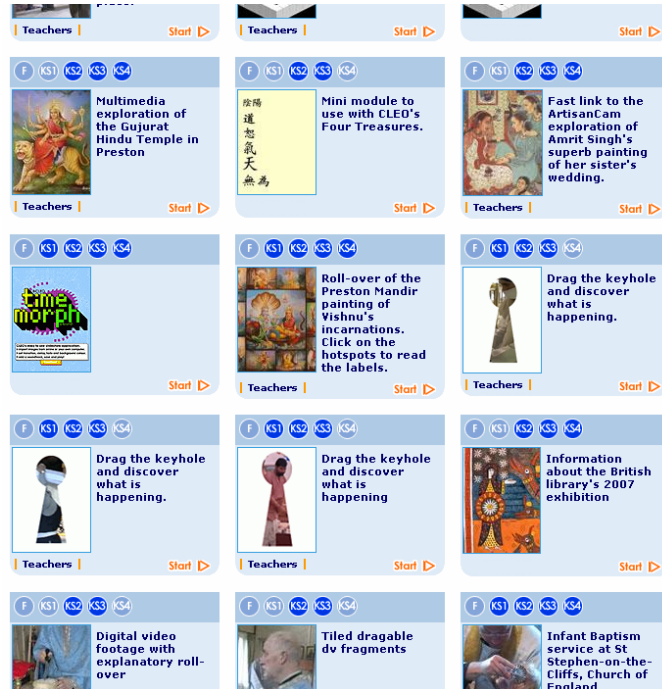 Teachers
Start
Teachers
Start
Start
F KS1 KS2 KS3 KS4
Multimedia
exploration of
the Gujurat
Hindu Temple in
Preston
Teachers
Start
F KS1 KS2 KS3 KS4
陰陽
道
恕
氣
天
無為
Mini module to
use with CLEO's
Four Treasures.
Start
F KS1 KS2 KS3 KS4
Fast link to the
ArtisanCam
exploration of
Amrit Singh's
superb painting
of her sister's
wedding.
Teachers
Start
F KS1 KS2 KS3 KS4
time
morph
Start
F KS1 KS2 KS3 KS4
Roll-over of the
Preston Mandir
painting of
Vishnu's
incarnations.
Click on the
hotspots to read
the labels.
Teachers
Start
F KS1 KS2 KS3 KS4
Drag the keyhole
and discover
what is
happening.
Teachers
Start
F KS1 KS2 KS3 KS4
Drag the keyhole
and discover
what is
happening.
Teachers
Start
F KS1 KS2 KS3 KS4
Drag the keyhole
and discover
what is
happening
Teachers
Start
F KS1 KS2 KS3 KS4
Information
about the British
library's 2007
exhibition
Start
F KS1 KS2 KS3 KS4
Digital video
footage with
explanatory roll-
over
F KS1 KS2 KS3 KS4
Tiled dragable
dv fragments
F KS1 KS2 KS3 KS4
Infant Baptism
service at St
Stephen-on-the-
Cliffs, Church of
England